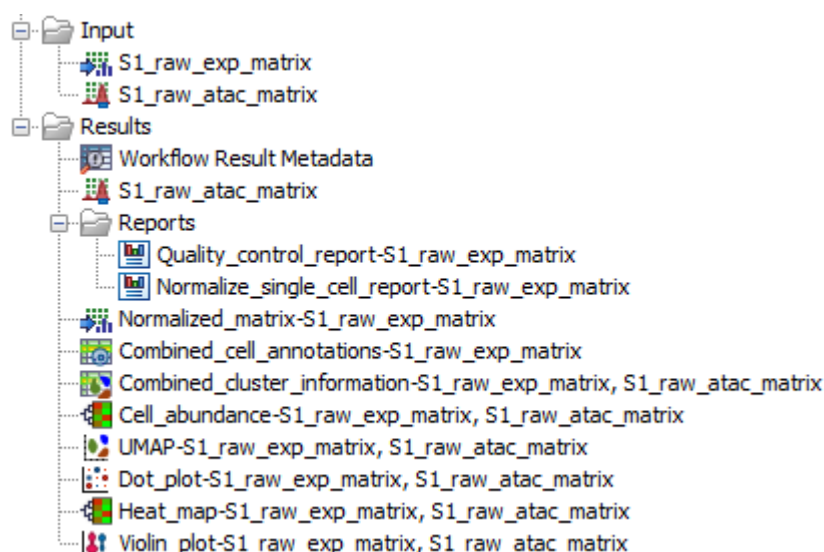 Input
S1_raw_exp_matrix
S1_raw_atac_matrix
Results
Workflow Result Metadata
S1_raw_atac_matrix
Reports
Quality_control_report-S1_raw_exp_matrix
Normalize_single_cell_report-S1_raw_exp_matrix
Normalized_matrix-S1_raw_exp_matrix
Combined_cell_annotations-S1_raw_exp_matrix
Combined_cluster_information-S1_raw_exp_matrix, S1_raw_atac_matrix
Cell_abundance-S1_raw_exp_matrix, S1_raw_atac_matrix
UMAP-S1_raw_exp_matrix, S1_raw_atac_matrix
Dot_plot-S1_raw_exp_matrix, S1_raw_atac_matrix
Heat_map-S1_raw_exp_matrix, S1_raw_atac_matrix
Violin_plot-S1_raw_exp_matrix, S1_raw_atac_matrix